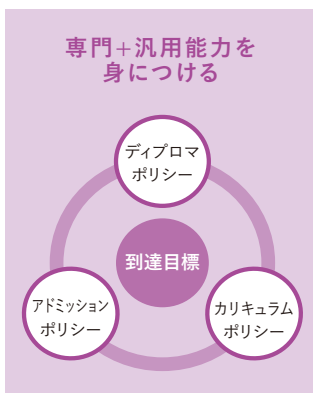 専門+汎用能力を
身につける
ディプロマ
ポリシー
到達目標
アドミッション
ポリシー
カリキュラム
ポリシー